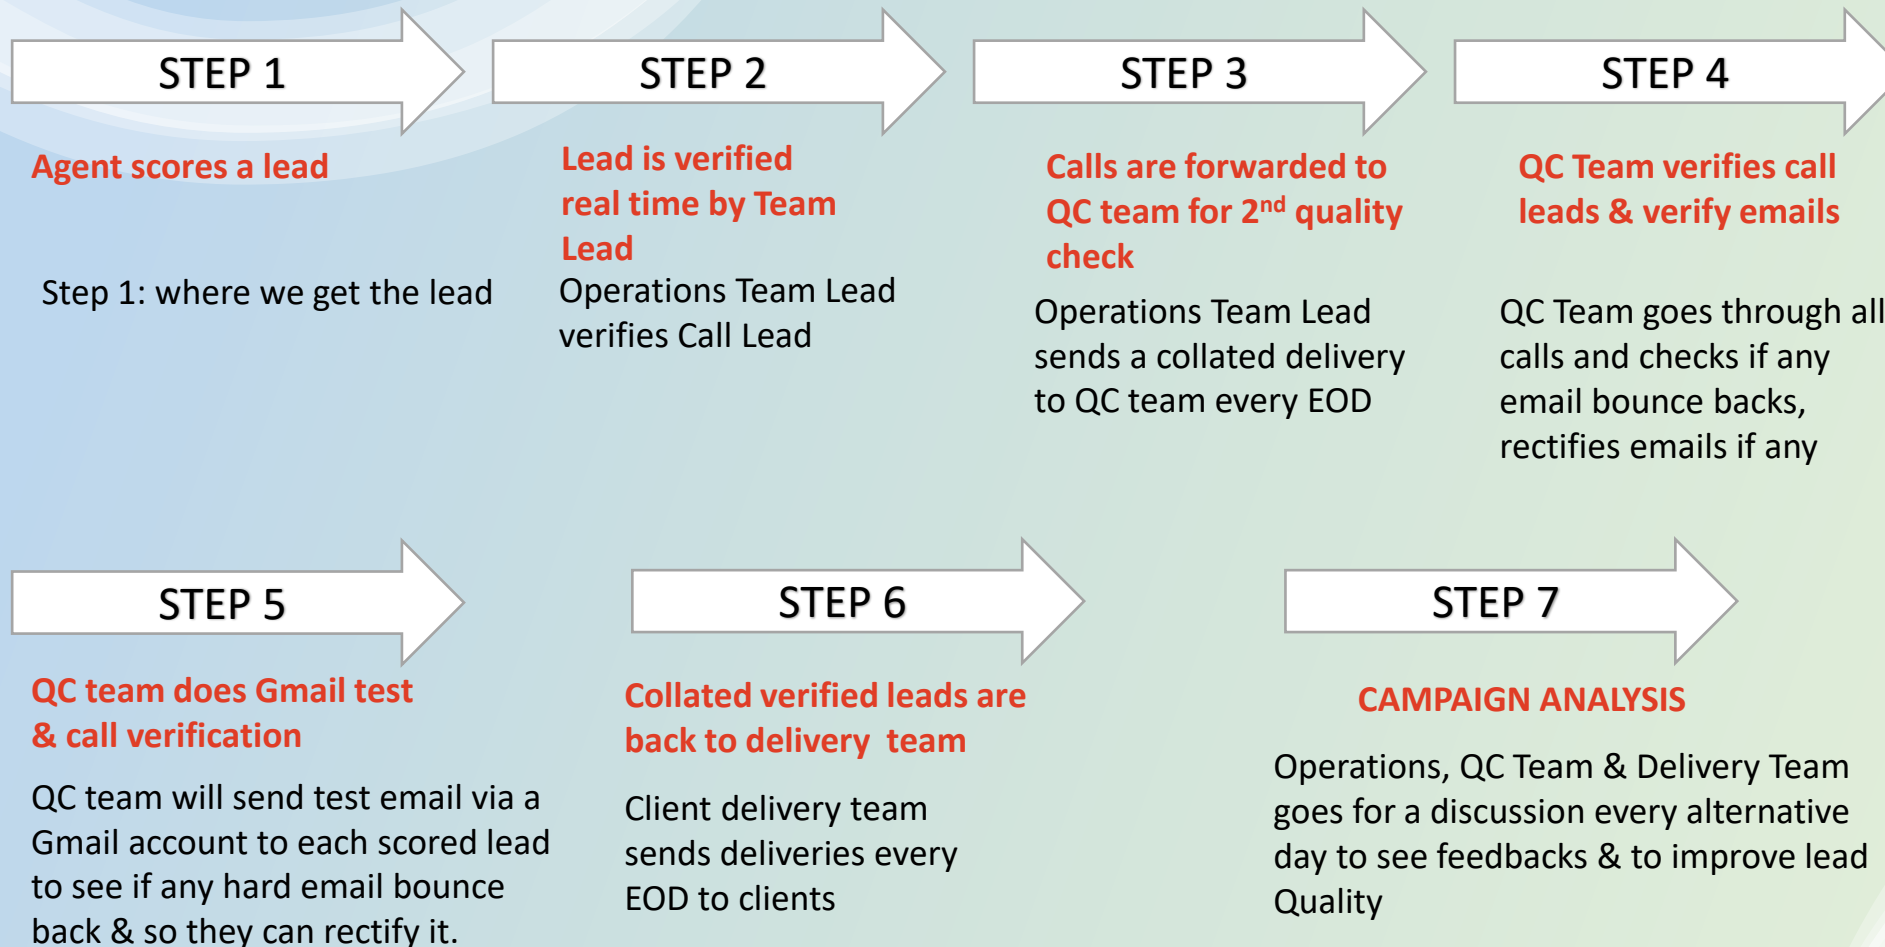 STEP 1
STEP 2
STEP 3
STEP 4
Agent scores a lead
Step 1: where we get the lead
Lead is verified
real time by Team
Lead
Operations Team Lead
verifies Call Lead
Calls are forwarded to
QC team for 2nd quality
check
Operations Team Lead
sends a collated delivery
to QC team every EOD
QC Team verifies call
leads & verify emails
QC Team goes through all
calls and checks if any
email bounce backs,
rectifies emails if any
STEP 5
STEP 6
STEP 7
QC team does Gmail test
& call verification
QC team will send test email via a
Gmail account to each scored lead
to see if any hard email bounce
back & so they can rectify it.
Collated verified leads are
back to delivery  team
Client delivery team
sends deliveries every
EOD to clients
CAMPAIGN ANALYSIS
Operations, QC Team & Delivery Team
goes for a discussion every alternative
day to see feedbacks & to improve lead
Quality